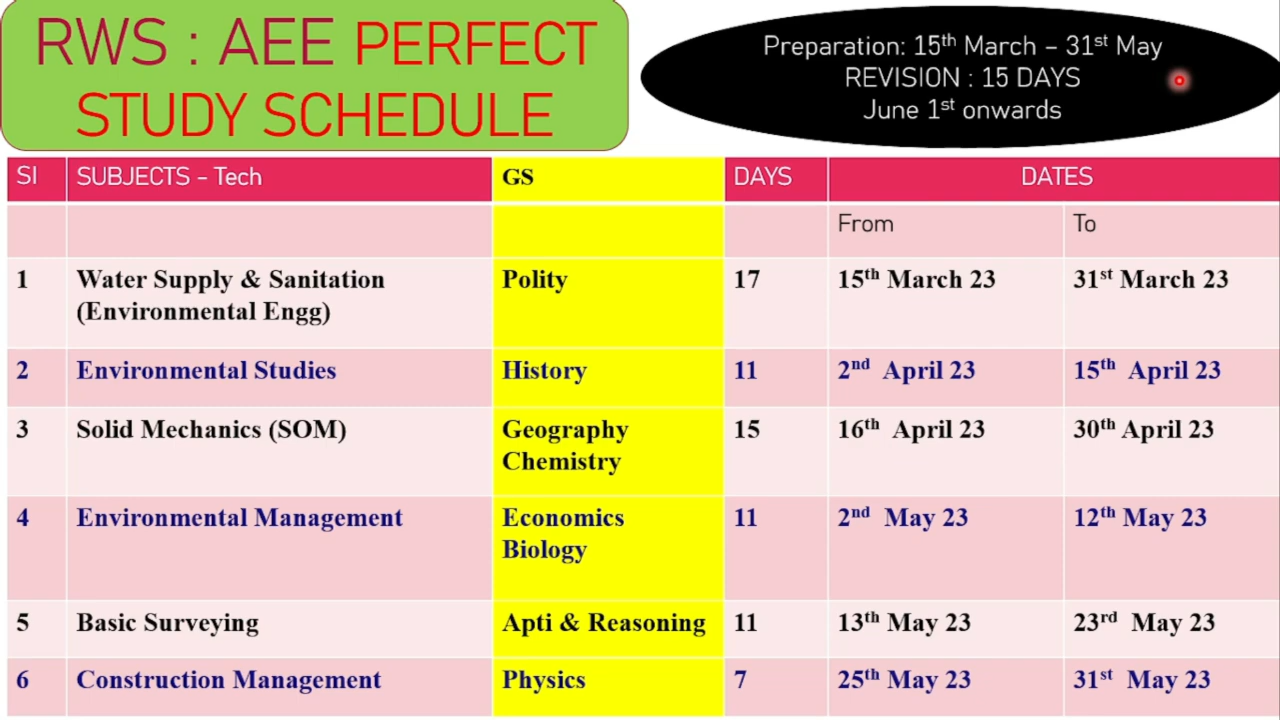 RWS : AEE PERFECT
STUDY SCHEDULE
Preparation: 15th March – 31st May
REVISION : 15 DAYS
June 1st onwards
SI SUBJECTS – Tech GS DAYS DATES
From To
1 Water Supply & Sanitation Polity 17 15th March 23 31st March 23
(Environmental Engg)
2 Environmental Studies History 11 2nd April 23 15th April 23
3 Solid Mechanics (SOM) Geography 15 16th April 23 30th April 23
Chemistry
4 Environmental Management Economics 11 2nd May 23 12th May 23
Biology
5 Basic Surveying Apti & Reasoning 11 13th May 23 23rd May 23
6 Construction Management Physics 7 25th May 23 31st May 23